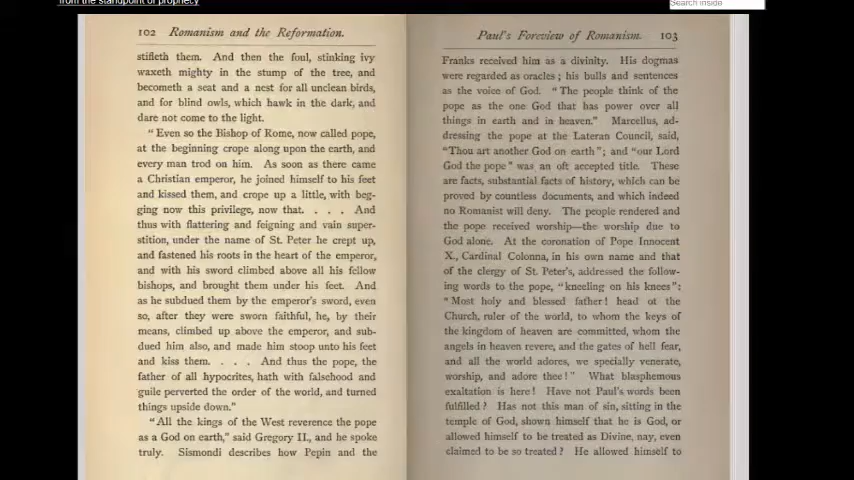 from the standpoint of prophecy
Search inside
102 Romanism and the Reformation.
stifleth them. And then the foul, stinking ivy
waxeth mighty in the stump of the tree, and
becometh a seat and a nest for all unclean birds,
and for blind owls, which hawk in the dark, and
dare not come to the light.
" Even so the Bishop of Rome, now called pope,
at the beginning crope along upon the earth, and
every man trod on him. As soon as there came
a Christian emperor, he joined himself to his feet
and kissed them, and crope up a little, with beg-
ging now this privilege, now that. . . . And
thus with flattering and feigning and vain super-
stition, under the name of St. Peter he crept up,
and fastened his roots in the heart of the emperor,
and with his sword climbed above all his fellow
bishops, and brought them under his feet. And
as he subdued them by the emperor's sword, even
so, after they were sworn faithful, he, by their
means, climbed up above the emperor, and sub-
dued him also, and made him stoop unto his feet
and kiss them. . . . And thus the pope, the
father of all hypocrites, hath with falsehood and
guile perverted the order of the world, and turned
things upside down."
" All the kings of the West reverence the pope
as a God on earth," said Gregory II., and he spoke
truly. Sismondi describes how Pepin and the
Paul's Foreview of Romanism. 103
Franks received him as a divinity. His dogmas
were regarded as oracles ; his bulls and sentences
as the voice of God. " The people think of the
pope as the one God that has power over all
things in earth and in heaven." Marcellus, ad-
dressing the pope at the Lateran Council, said,
"Thou art another God on earth" ; and "our Lord
God the pope" was an oft accepted title. These
are facts, substantial facts of history, which can be
proved by countless documents, and which indeed
no Romanist will deny. The people rendered and
the pope received worship—the worship due to
God alone. At the coronation of Pope Innocent
X., Cardinal Colonna, in his own name and that
of the clergy of St. Peter's, addressed the follow-
ing words to the pope, "kneeling on his knees" :
" Most holy and blessed father ! head of the
Church, ruler of the world, to whom the keys of
the kingdom of heaven are committed, whom the
angels in heaven revere, and the gates of hell fear,
and all the world adores, we specially venerate,
worship, and adore thee ! " What blasphemous
exaltation is here ! Have not Paul's words been
fulfilled ? Has not this man of sin, sitting in the
temple of God, shown himself that he is God, or
allowed himself to be treated as Divine, nay, even
claimed to be so treated ? He allowed himself to